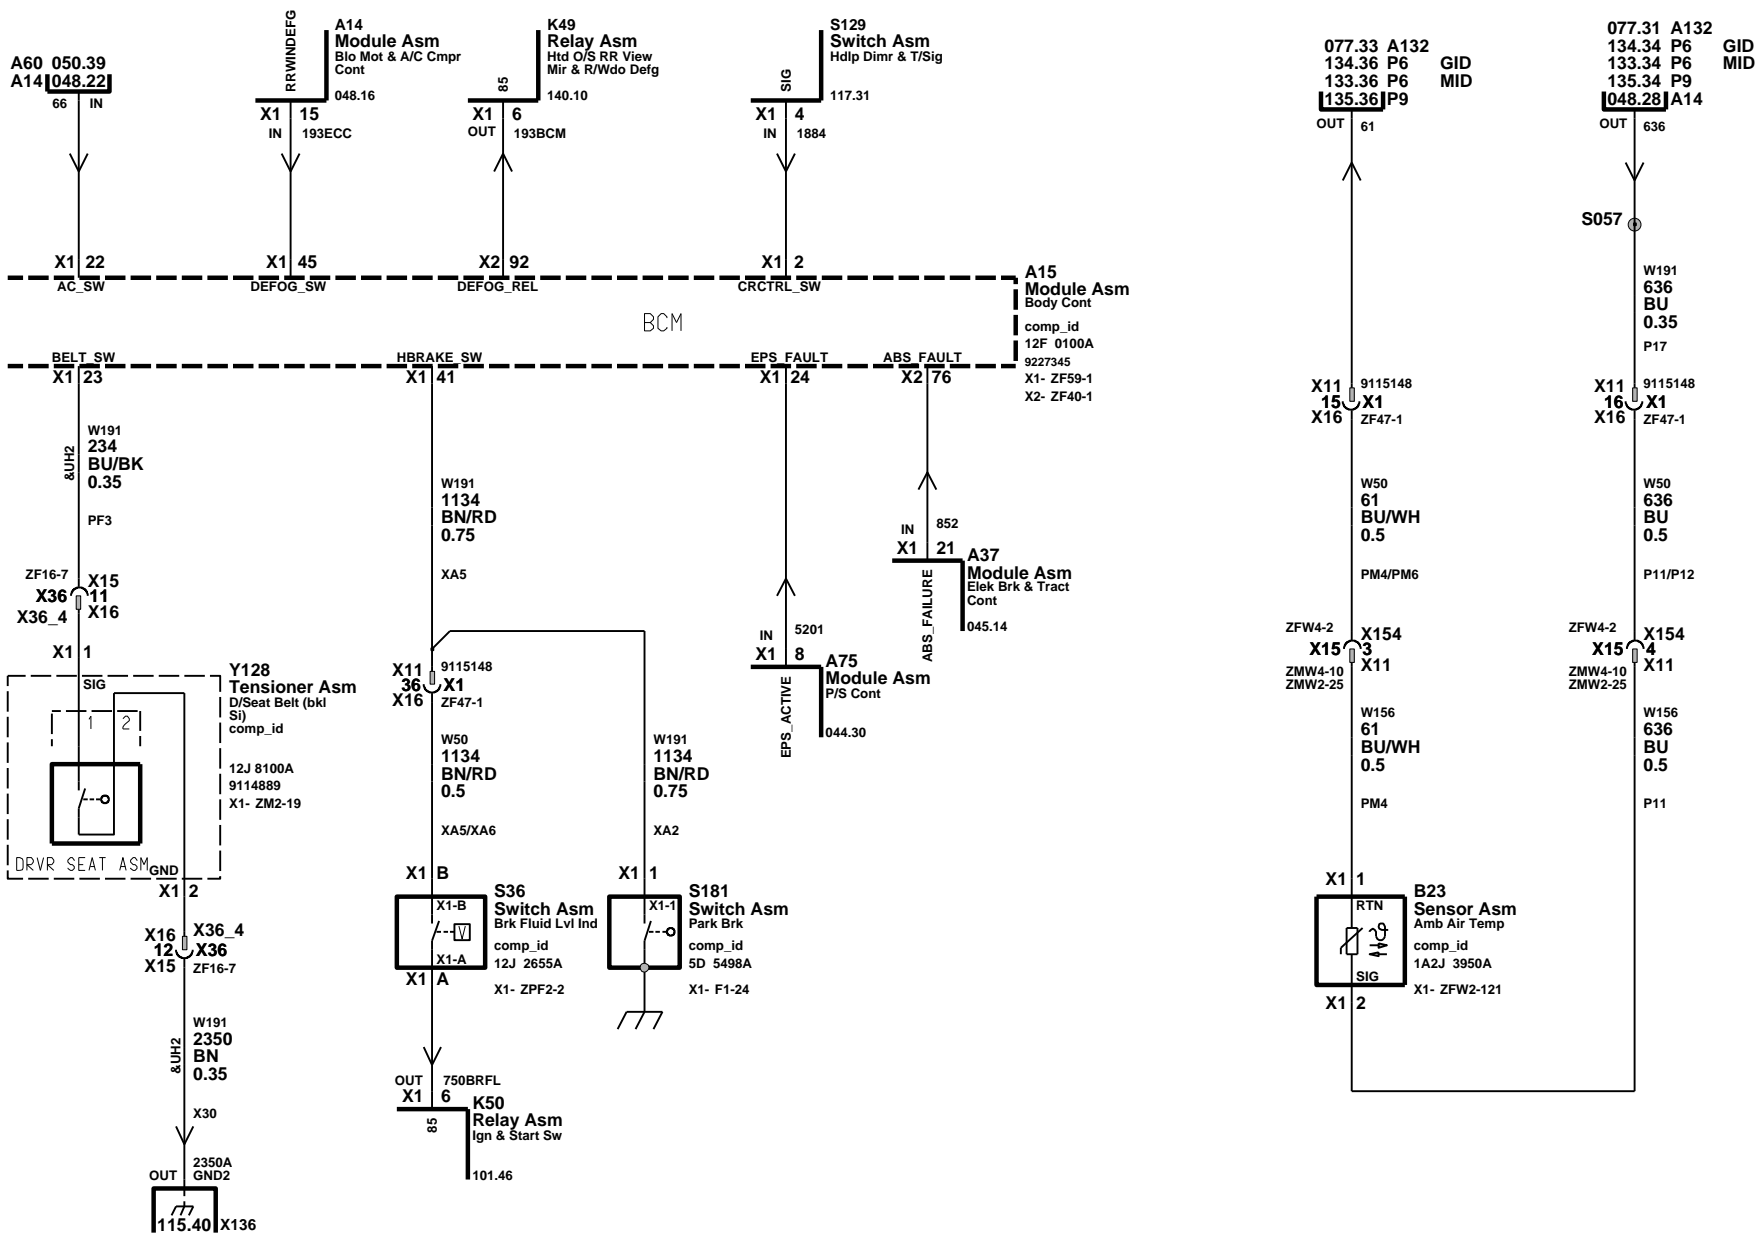 A60 050.39
A14 048.22
66 IN
RRWINDEFG
A14
Module Asm
Blo Mot & A/C Cmpr
Cont
048.16
X1 15
IN 193ECC
85
K49
Relay Asm
Htd O/S RR View
Mir & R/Wdo Defg
140.10
X1 6
OUT 193BCM
SIG
S129
Switch Asm
Hdlp Dimr & T/Sig
117.31
X1 4
IN 1884
077.33 A132
134.36 P6 GID
133.36 P6 MID
135.36 P9
OUT 61
077.31 A132
134.34 P6 GID
133.34 P6 MID
135.34 P9
048.28 A14
OUT 636
S057
X1 22
X1 45
X2 92
X1 2
AC_SW
DEFOG_SW
DEFOG_REL
CRCTRL_SW
BCM
A15
Module Asm
Body Cont
comp_id
12F 0100A
9227345
X1- ZF59-1
X2- ZF40-1
BELT_SW
HBRAKE_SW
EPS_FAULT
ABS_FAULT
X1 23
X1 41
X1 24
X2 76
W191
636
BU
0.35
P17
X11 9115148
15 X1
X16 ZF47-1
X11 9115148
16 X1
X16 ZF47-1
&UH2
W191
234
BU/BK
0.35
PF3
W191
1134
BN/RD
0.75
XA5
IN 852
X1 21
ABS_FAILURE
A37
Module Asm
Elek Brk & Tract
Cont
045.14
W50
61
BU/WH
0.5
PM4/PM6
W50
636
BU
0.5
P11/P12
ZF16-7 X15
X36 11
X36_4 X16
X1 1
SIG
1 2
Y128
Tensioner Asm
D/Seat Belt (bkl
Si)
comp_id
12J 8100A
9114889
X1- ZM2-19
DRVR SEAT ASM
GND
X1 2
X11 9115148
36 X1
X16 ZF47-1
IN 5201
X1 8
EPS_ACTIVE
A75
Module Asm
P/S Cont
044.30
ZFW4-2 X154
X15 3
ZMW4-10 X11
ZMW2-25
ZFW4-2 X154
X15 4
ZMW4-10 X11
ZMW2-25
W50
1134
BN/RD
0.5
XA5/XA6
W191
1134
BN/RD
0.75
XA2
W156
61
BU/WH
0.5
PM4
W156
636
BU
0.5
P11
X1 B
X1-B
V
X1-A
X1 A
S36
Switch Asm
Brk Fluid Lvl Ind
comp_id
12J 2655A
X1- ZPF2-2
X1 1
X1-1
S181
Switch Asm
Park Brk
comp_id
5D 5498A
X1- F1-24
X1 1
RTN
ϑ
SIG
X1 2
B23
Sensor Asm
Amb Air Temp
comp_id
1A2J 3950A
X1- ZFW2-121
X16 X36_4
12 X36
X15 ZF16-7
&UH2
W191
2350
BN
0.35
X30
2350A
OUT GND2
115.40 X136
OUT 750BRFL
X1 6
85
K50
Relay Asm
Ign & Start Sw
101.46